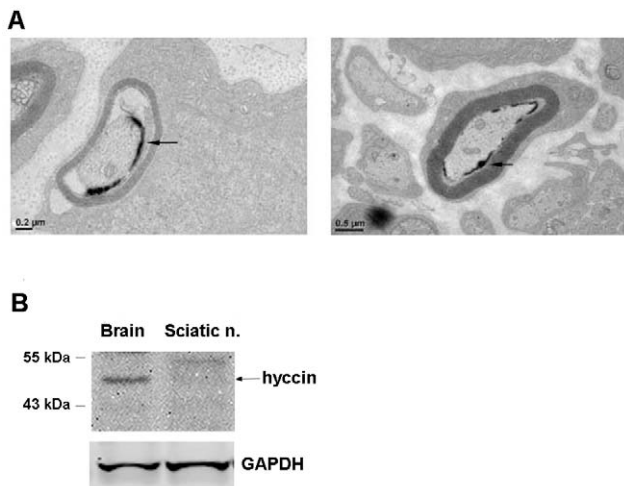 A
0.2 µm
0.5 µm
B
Brain Sciatic n.
55 kDa
hyccin
43 kDa
GAPDH